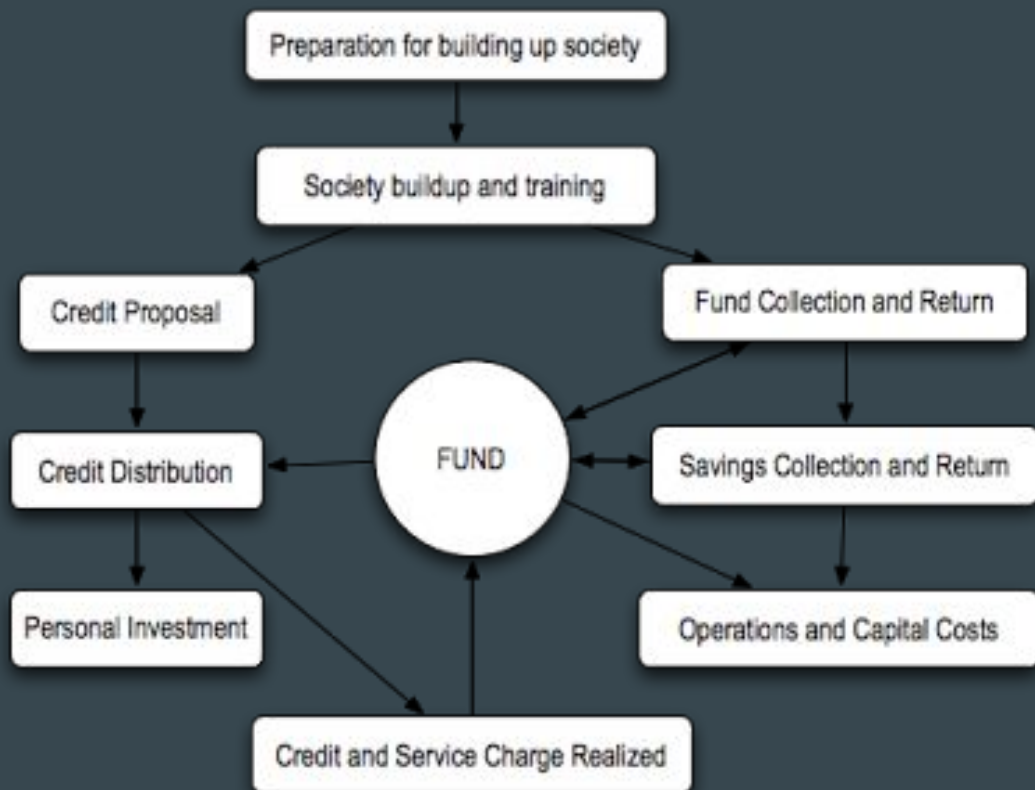 Preparation for building up society
Society buildup and training
Credit Proposal
Fund Collection and Return
Credit Distribution
FUND
Savings Collection and Return
Personal Investment
Operations and Capital Costs
Credit and Service Charge Realized